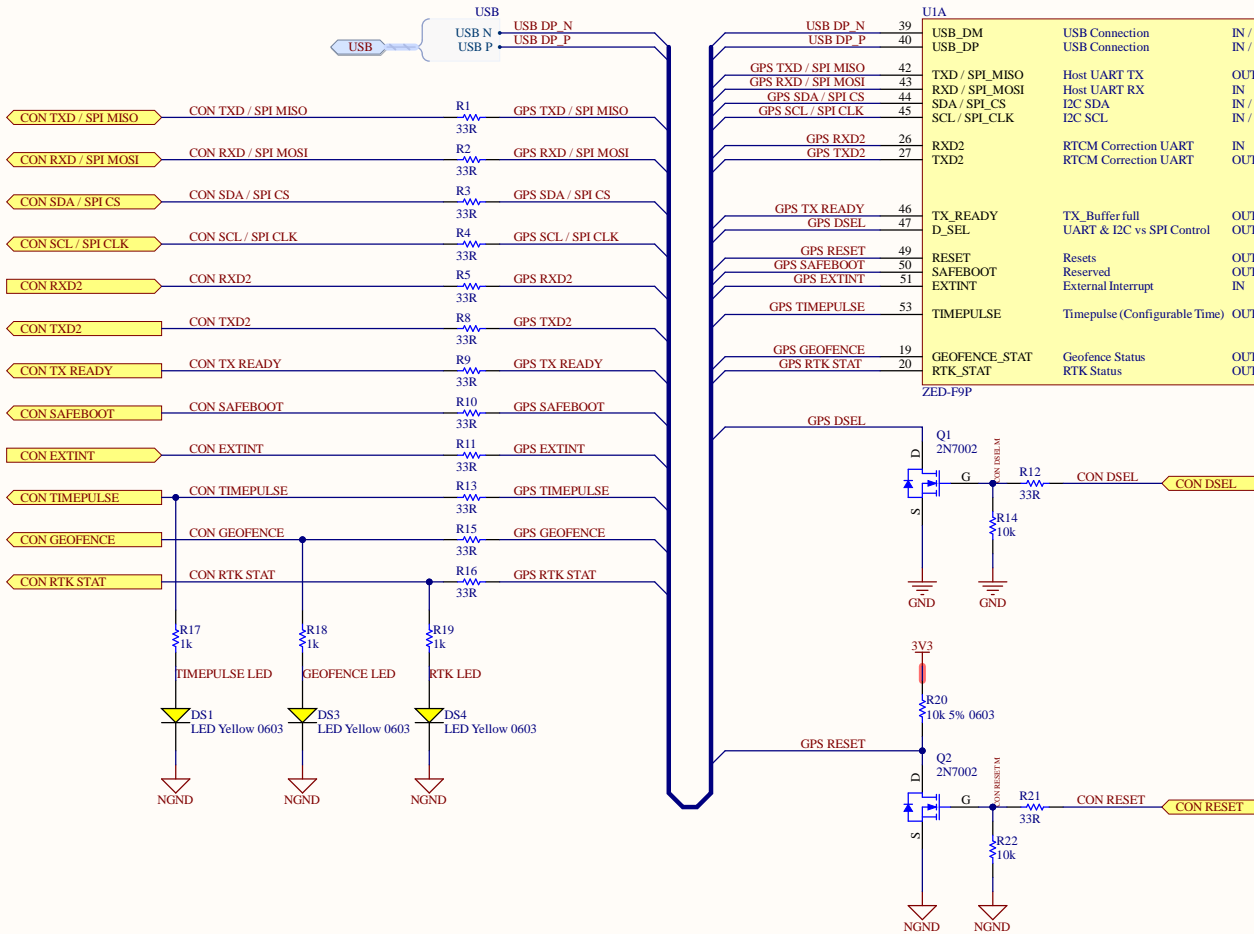 USB
USB
USB N
USB P
USB DP_N
USB DP_P
CON TXD / SPI MISO
CON TXD / SPI MISO
R1
33R
GPS TXD / SPI MISO
CON RXD / SPI MOSI
CON RXD / SPI MOSI
R2
33R
GPS RXD / SPI MOSI
CON SDA / SPI CS
CON SDA / SPI CS
R3
33R
GPS SDA / SPI CS
CON SCL / SPI CLK
CON SCL / SPI CLK
R4
33R
GPS SCL / SPI CLK
CON RXD2
CON RXD2
R5
33R
GPS RXD2
CON TXD2
CON TXD2
R8
33R
GPS TXD2
CON TX READY
CON TX READY
R9
33R
GPS TX READY
CON SAFEBOOT
CON SAFEBOOT
R10
33R
GPS SAFEBOOT
CON EXTINT
CON EXTINT
R11
33R
GPS EXTINT
CON TIMEPULSE
CON TIMEPULSE
R13
33R
GPS TIMEPULSE
CON GEOFENCE
CON GEOFENCE
R15
33R
GPS GEOFENCE
CON RTK STAT
CON RTK STAT
R16
33R
GPS RTK STAT
R17
1k
R18
1k
R19
1k
TIMEPULSE LED
GEOFENCE LED
RTK LED
DS1
LED Yellow 0603
DS3
LED Yellow 0603
DS4
LED Yellow 0603
NGND
NGND
NGND
U1A
USB DP_N 39 USB_DM USB Connection IN /
USB DP_P 40 USB_DP USB Connection IN /
GPS TXD / SPI MISO 42 TXD / SPI_MISO Host UART TX OUT
GPS RXD / SPI MOSI 43 RXD / SPI_MOSI Host UART RX IN
GPS SDA / SPI CS 44 SDA / SPI_CS I2C SDA IN /
GPS SCL / SPI CLK 45 SCL / SPI_CLK I2C SCL IN /
GPS RXD2 26 RXD2 RTCM Correction UART IN
GPS TXD2 27 TXD2 RTCM Correction UART OUT
GPS TX READY 46 TX_READY TX_Buffer full OUT
GPS DSEL 47 D_SEL UART & I2C vs SPI Control OUT
GPS RESET 49 RESET Resets OUT
GPS SAFEBOOT 50 SAFEBOOT Reserved OUT
GPS EXTINT 51 EXTINT External Interrupt IN
GPS TIMEPULSE 53 TIMEPULSE Timepulse (Configurable Time) OUT
GPS GEOFENCE 19 GEOFENCE_STAT Geofence Status OUT
GPS RTK STAT 20 RTK_STAT RTK Status OUT
ZED-F9P
GPS DSEL
Q1
2N7002
D
G
S
CON DSEL M
R12
33R
CON DSEL
CON DSEL
R14
10k
GND
GND
3V3
R20
10k 5% 0603
GPS RESET
Q2
2N7002
D
G
S
CON RESET M
R21
33R
CON RESET
CON RESET
R22
10k
NGND
NGND